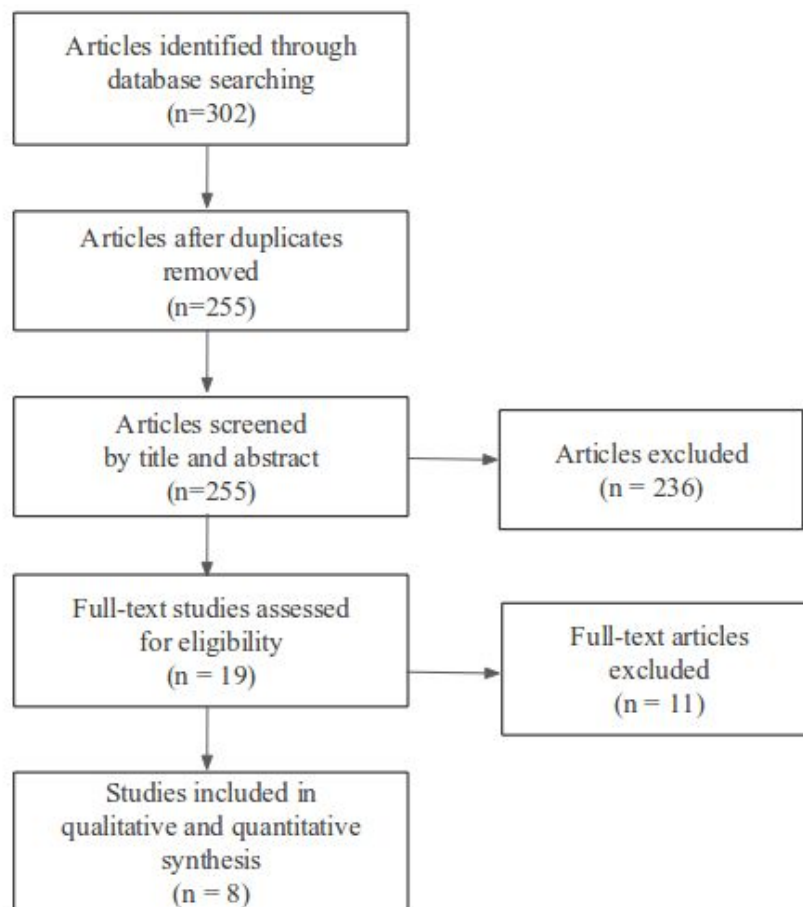 Articles identified through
database searching
(n=302)
Articles after duplicates
removed
(n=255)
Articles screened
by title and abstract
(n=255)
Articles excluded
(n = 236)
Full-text studies assessed
for eligibility
(n = 19)
Full-text articles
excluded
(n = 11)
Studies included in
qualitative and quantitative
synthesis
(n = 8)